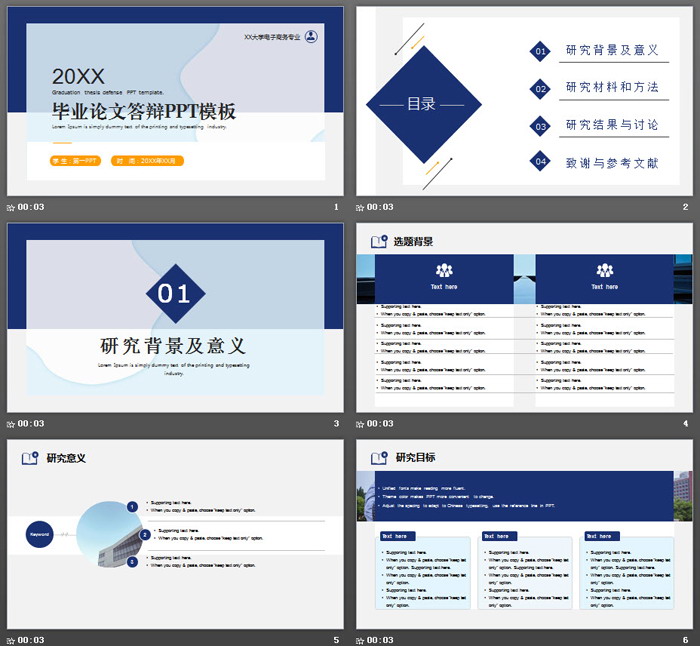 XX大学电子商务专业
20XX
Graduation thesis defense PPT template.
毕业论文答辩PPT模板
Lorem Ipsum is simply dummy text of the printing and typesetting industry.
学 生：第一PPT
时 间：20XX年XX月
00:03
1
目录
01
研究背景及意义
02
研究材料和方法
03
研究结果与讨论
04
致谢与参考文献
00:03
2
01
研究背景及意义
Lorem Ipsum is simply dummy text of the printing and typesetting
industry.
00:03
3
选题背景
Text here
Supporting text here.
When you copy & paste, choose "keep text only" option.
Supporting text here.
When you copy & paste, choose "keep text only" option.
Supporting text here.
When you copy & paste, choose "keep text only" option.
Supporting text here.
When you copy & paste, choose "keep text only" option.
Supporting text here.
When you copy & paste, choose "keep text only" option.
Text here
Supporting text here.
When you copy & paste, choose "keep text only" option.
Supporting text here.
When you copy & paste, choose "keep text only" option.
Supporting text here.
When you copy & paste, choose "keep text only" option.
Supporting text here.
When you copy & paste, choose "keep text only" option.
Supporting text here.
When you copy & paste, choose "keep text only" option.
00:03
4
研究意义
Keyword
1
Supporting text here.
When you copy & paste, choose "keep text only" option.
2
Supporting text here.
When you copy & paste, choose "keep text only" option.
3
Supporting text here.
When you copy & paste, choose "keep text only" option.
00:03
5
研究目标
Unified fonts make reading more fluent.
Theme color makes PPT more convenient to change.
Adjust the spacing to adapt to Chinese typesetting, use the reference line in PPT.
Text here
Supporting text here.
When you copy & paste, choose "keep text
only" option. Supporting text here.
When you copy & paste, choose "keep text
only" option.
When you copy & paste, choose "keep text
only" option.
Text here
Supporting text here.
When you copy & paste, choose "keep text
only" option. Supporting text here.
When you copy & paste, choose "keep text
only" option.
When you copy & paste, choose "keep text
only" option.
Text here
Supporting text here.
When you copy & paste, choose "keep text
only" option. Supporting text here.
When you copy & paste, choose "keep text
only" option.
When you copy & paste, choose "keep text
only" option.
00:03
6